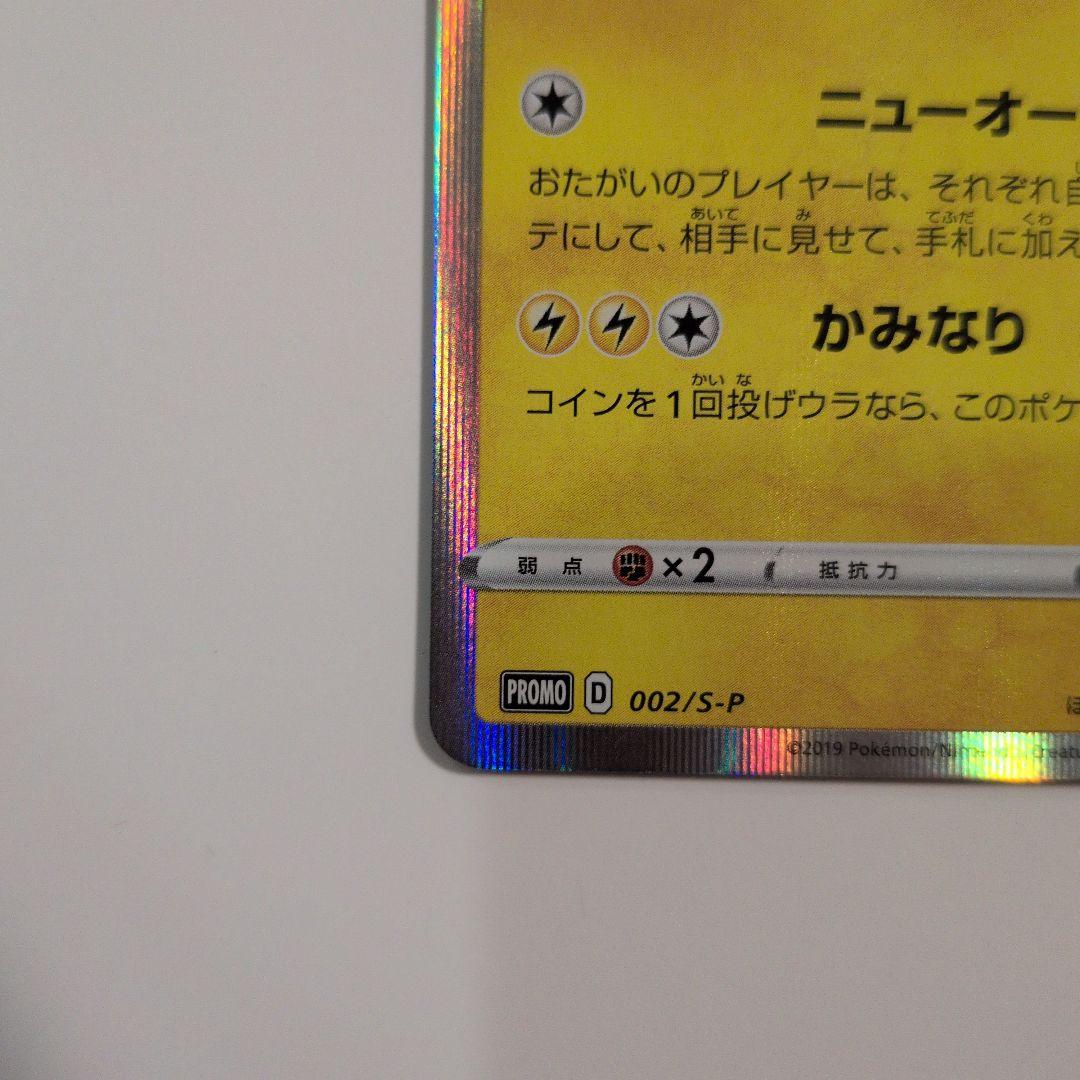 ニューオー
おたがいのプレイヤーは、それぞれ自
テにして、相手に見せて、手札に加え
あいて み てふだ くわ
かみなり
コインを1回投げウラなら、このポケ
かい な
弱点 ×2 抵抗力
PROMO D 002/S-P
©2019 Pokémon/